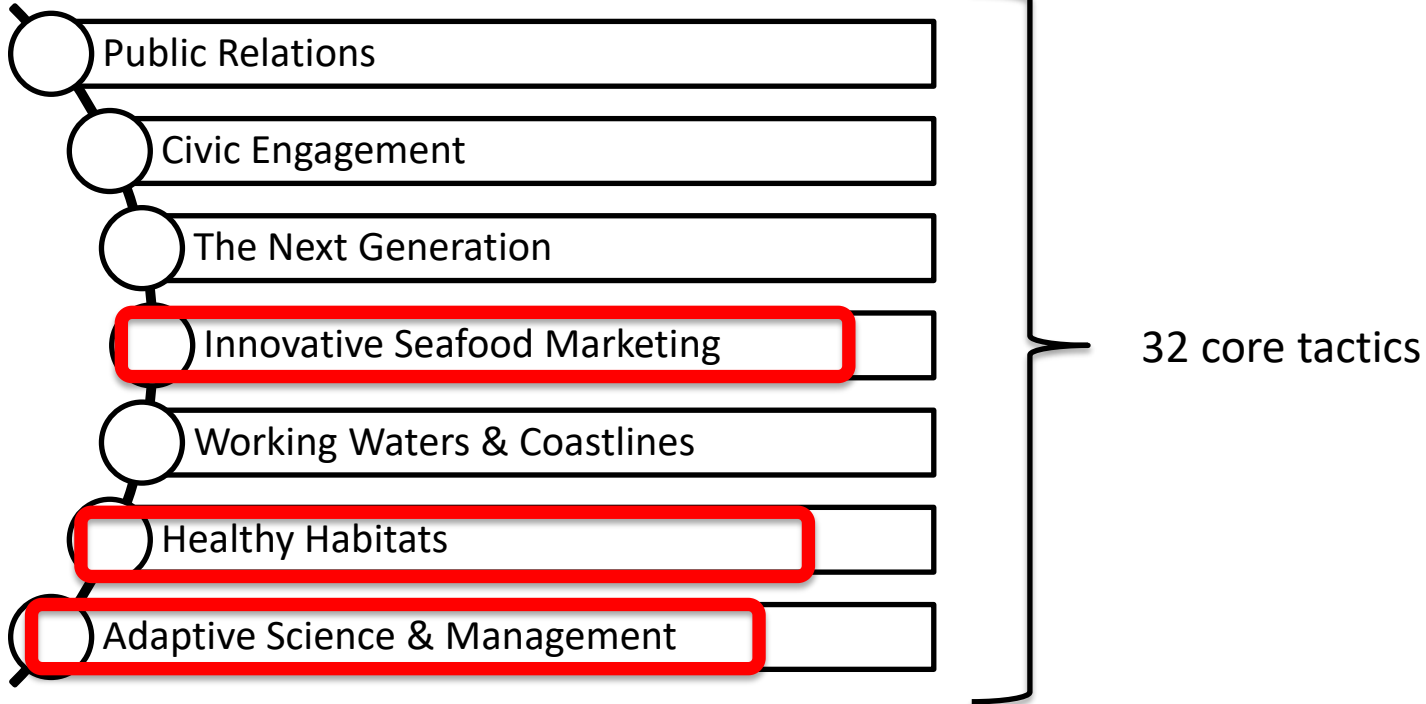 Public Relations
Civic Engagement
The Next Generation
Innovative Seafood Marketing
Working Waters & Coastlines
Healthy Habitats
Adaptive Science & Management
32 core tactics